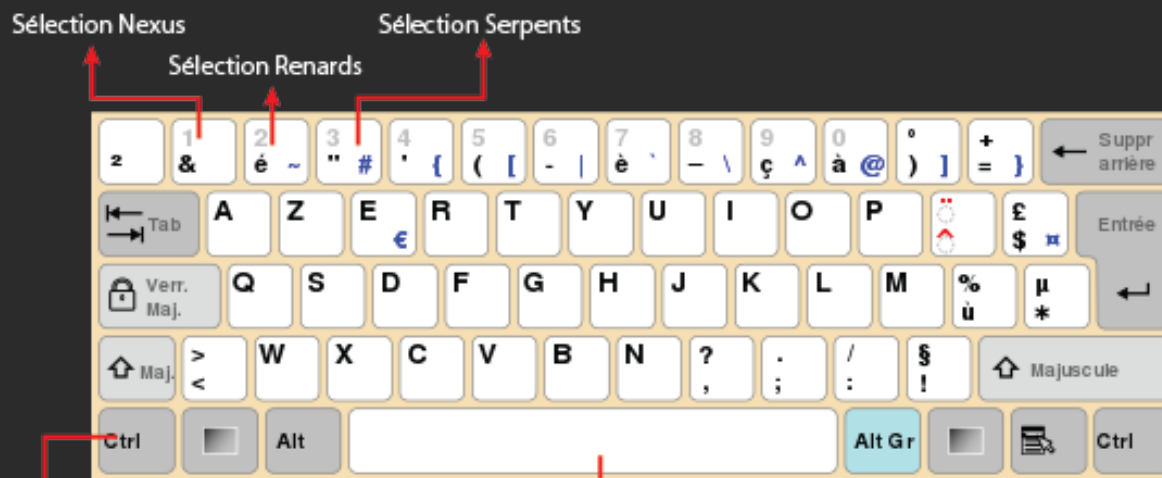 Sélection Nexus
Sélection Serpents
Sélection Renards
²
1 &
2 é ~
3 " #
4 ' {
5 ( [
6 - |
7 è `
8 – \
9 ç ^
0 à @
° ) ]
+ = }
Suppr
arrière
Tab
A Z E € R T Y U I O P ¨ ^ £ $ ¤
Entrée
Verr.
Maj.
Q S D F G H J K L M % ù µ *
Maj.
> < W X C V B N ? , . ; / : § !
Majuscule
Ctrl
Alt
Alt Gr
Ctrl